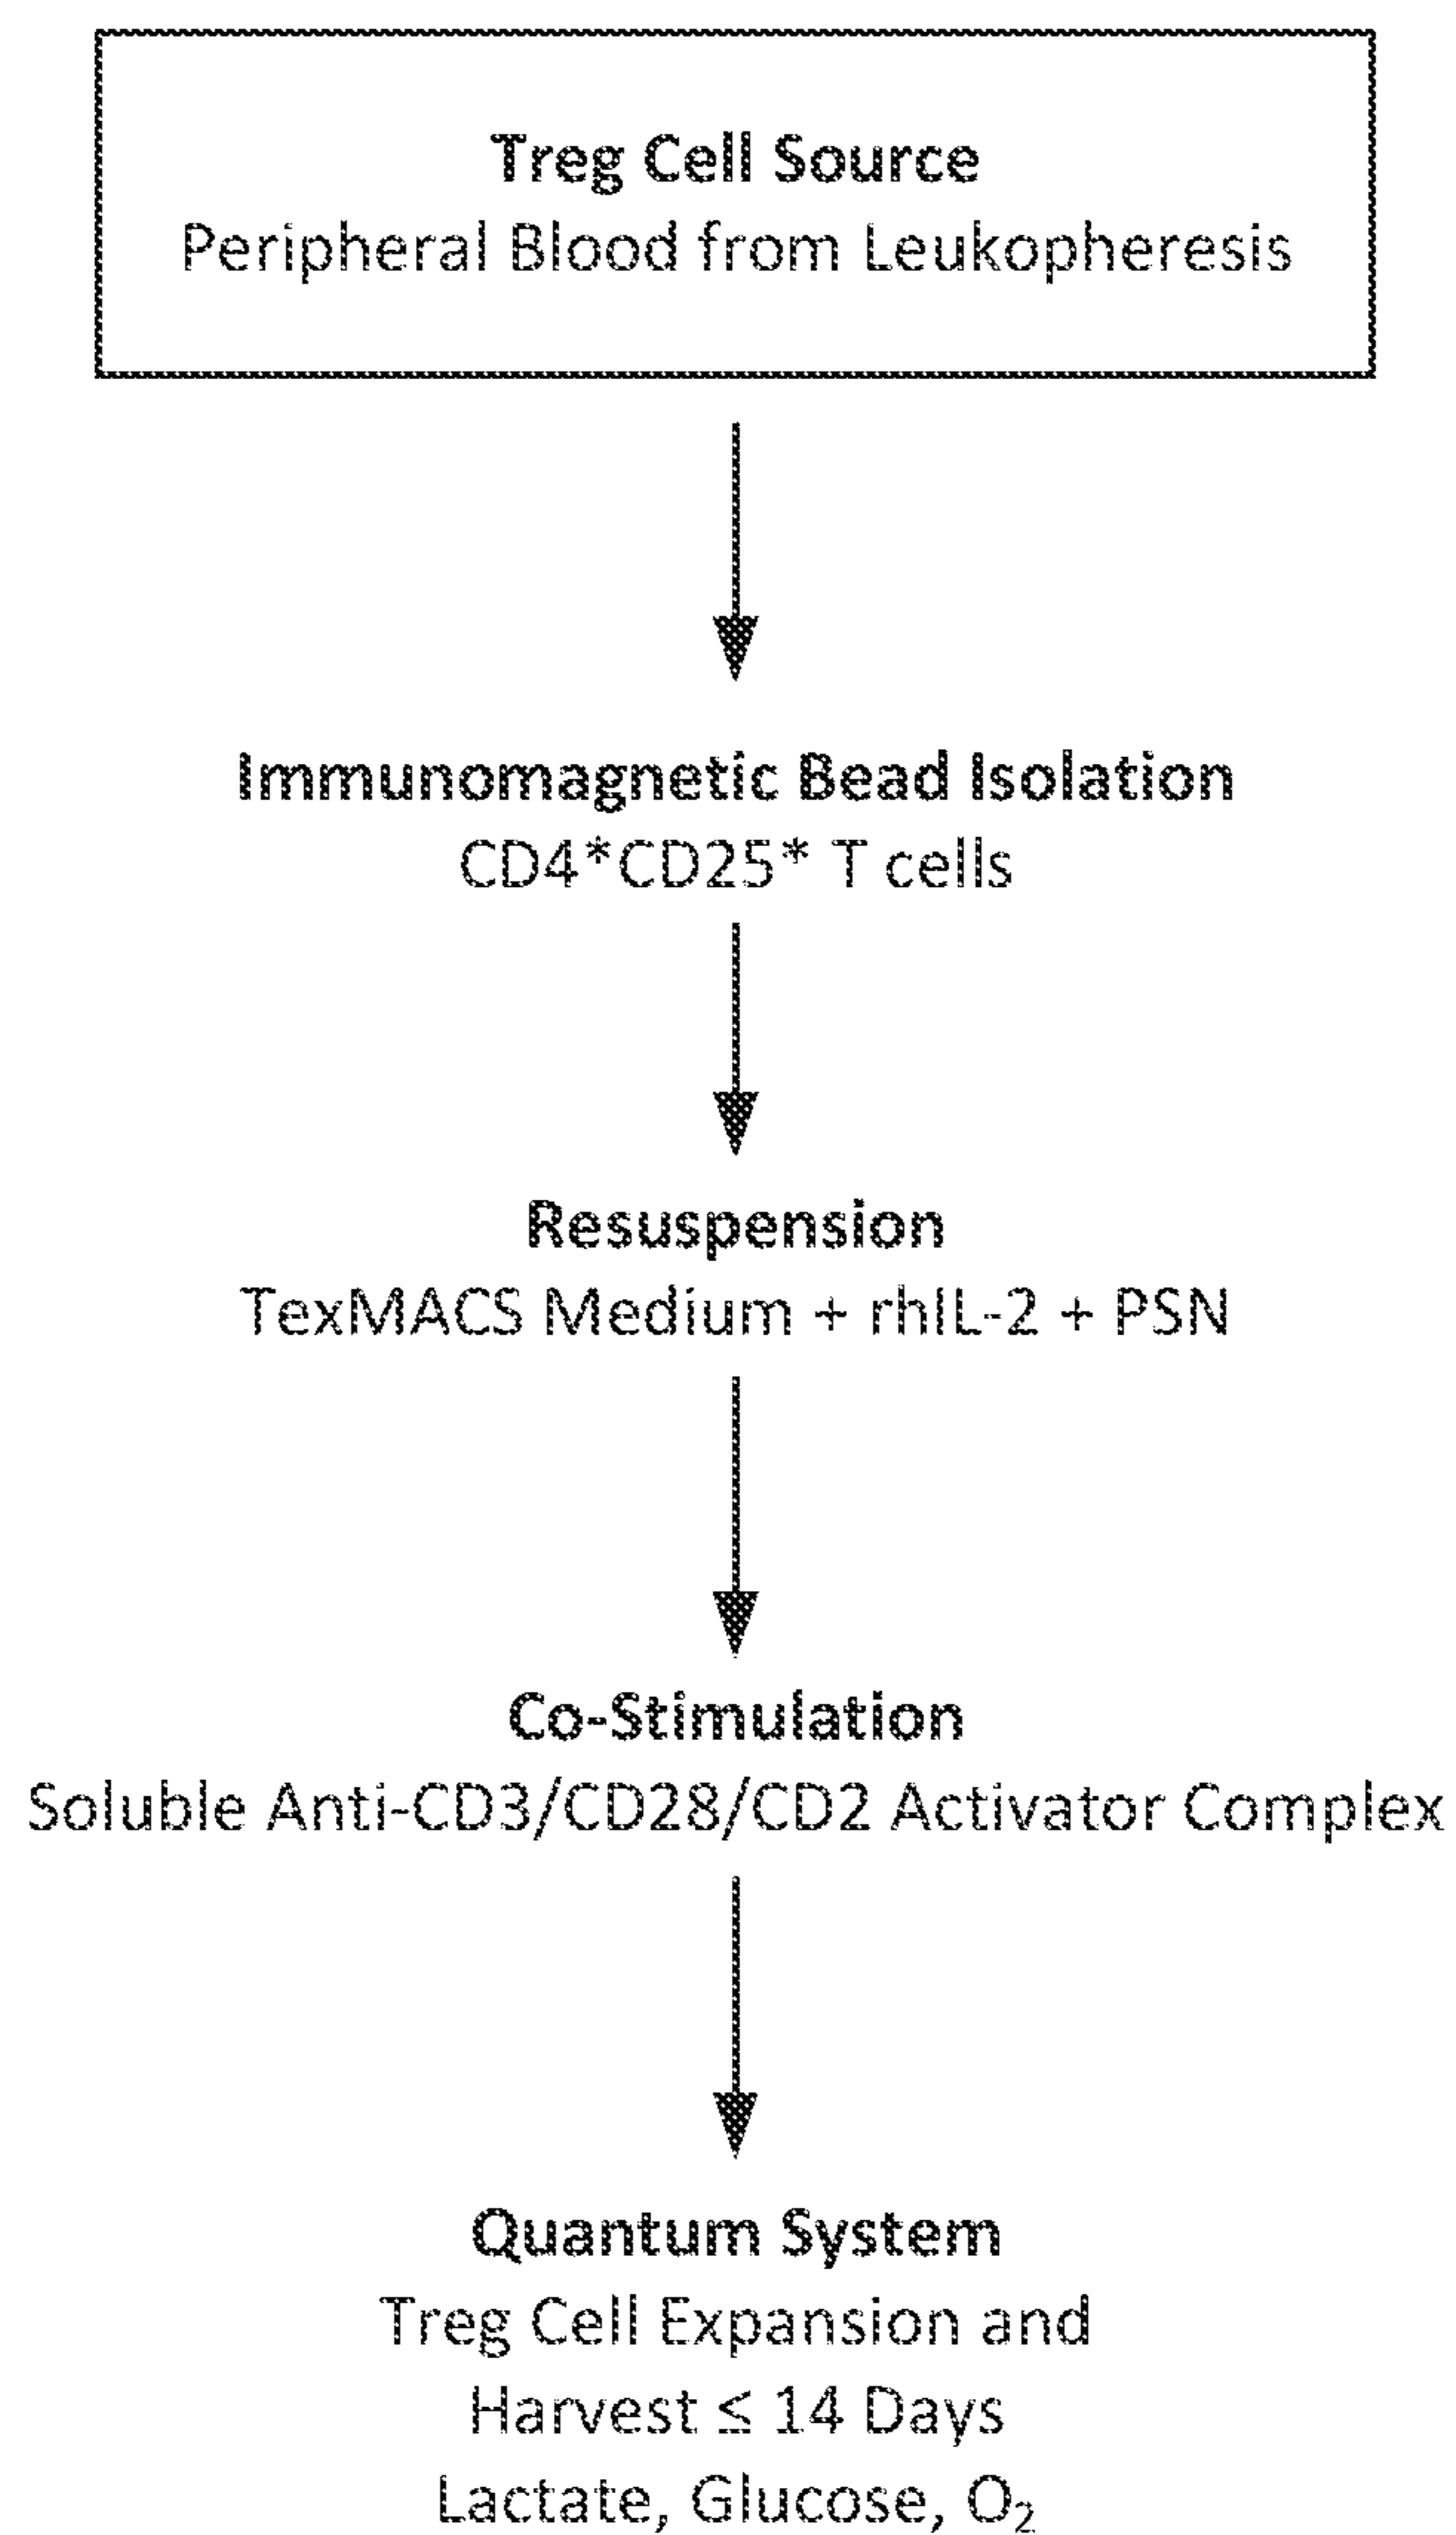 Treg Cell Source
Peripheral Blood from Leukopheresis
Immunomagnetic Bead Isolation
CD4*CD25* T cells
Resuspension
TexMACS Medium + rhIL-2 + PSN
Co-Stimulation
Soluble Anti-CD3/CD28/CD2 Activator Complex
Quantum System
Treg Cell Expansion and
Harvest ≤ 14 Days
Lactate, Glucose, O₂